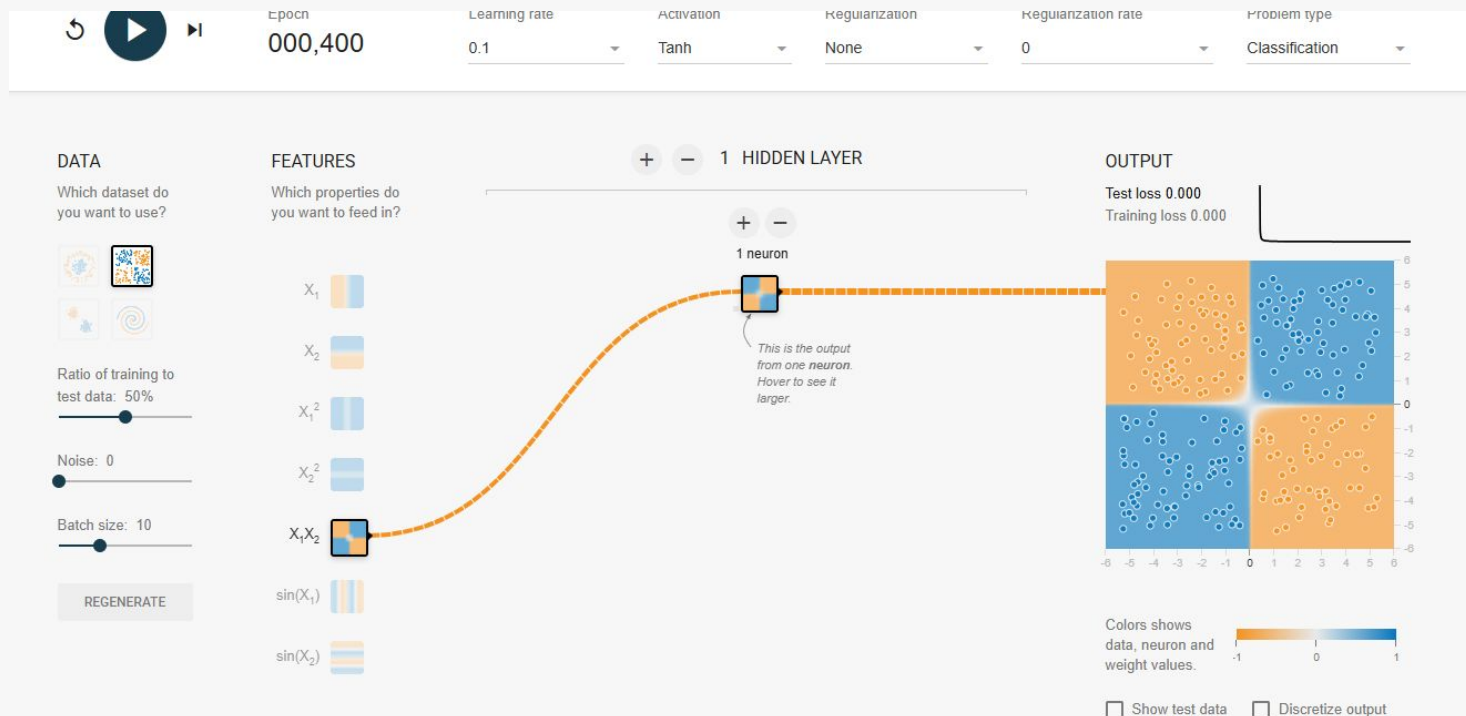 Epoch
000,400
Learning rate
0.1
Activation
Tanh
Regularization
None
Regularization rate
0
Problem type
Classification
DATA
Which dataset do
you want to use?
Ratio of training to
test data: 50%
Noise: 0
Batch size: 10
REGENERATE
FEATURES
Which properties do
you want to feed in?
X₁
X₂
X₁²
X₂²
X₁X₂
sin(X₁)
sin(X₂)
+ − 1 HIDDEN LAYER
+ −
1 neuron
This is the output
from one neuron.
Hover to see it
larger.
OUTPUT
Test loss 0.000
Training loss 0.000
6
5
4
3
2
1
0
-1
-2
-3
-4
-5
-6
-6 -5 -4 -3 -2 -1 0 1 2 3 4 5 6
Colors shows
data, neuron and
weight values.
-1 0 1
Show test data
Discretize output